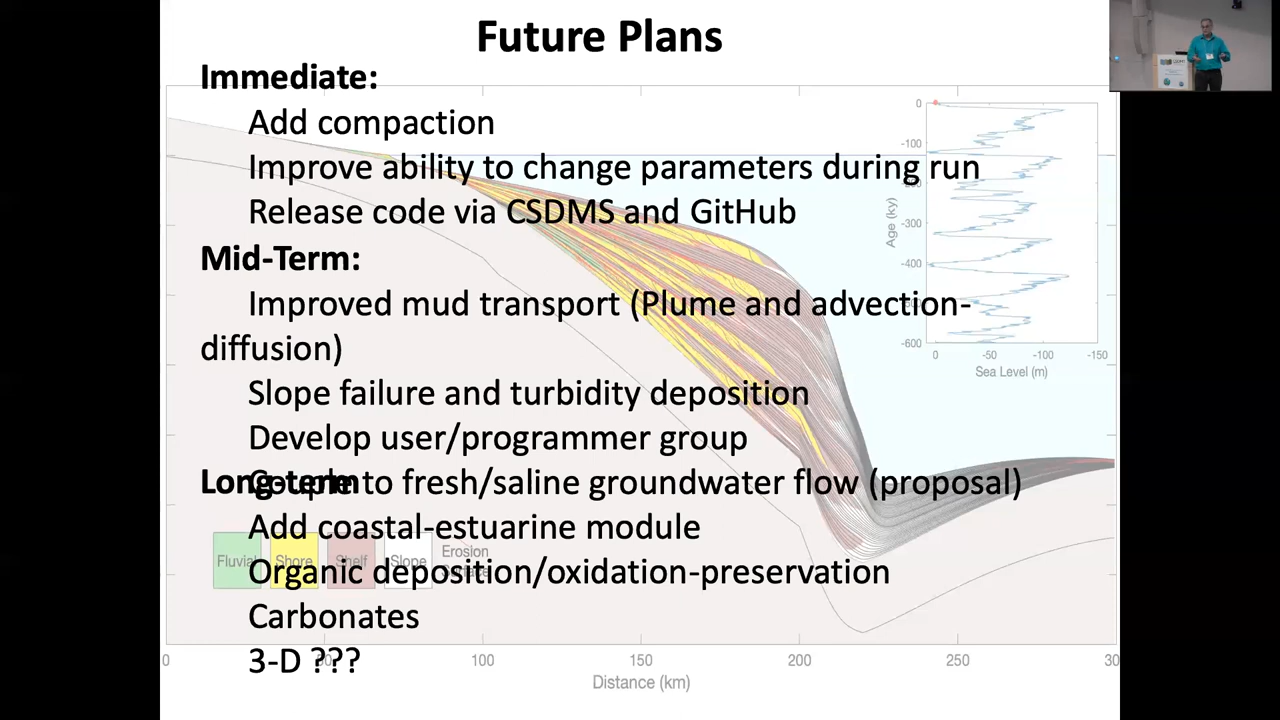 Future Plans
Immediate:
Add compaction
Improve ability to change parameters during run
Release code via CSDMS and GitHub
Mid-Term:
Improved mud transport (Plume and advection-
diffusion)
Slope failure and turbidity deposition
Develop user/programmer group
Long-term
Couple to fresh/saline groundwater flow (proposal)
Add coastal-estuarine module
Organic deposition/oxidation-preservation
Carbonates
3-D ???
0
-100
-300
-400
-600
Age (ky)
0 -50 -100 -150
Sea Level (m)
Fluvial Shore Shelf Slope Erosion
0 50 100 150 200 250 30
Distance (km)